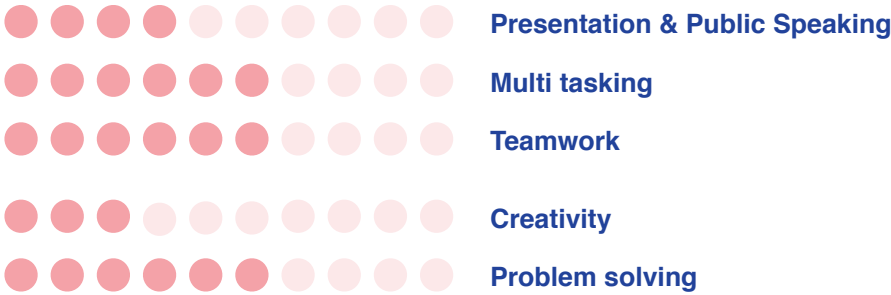 Presentation & Public Speaking
Multi tasking
Teamwork
Creativity
Problem solving